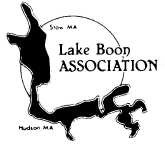 Stow MA
Lake Boon
ASSOCIATION
Hudson MA